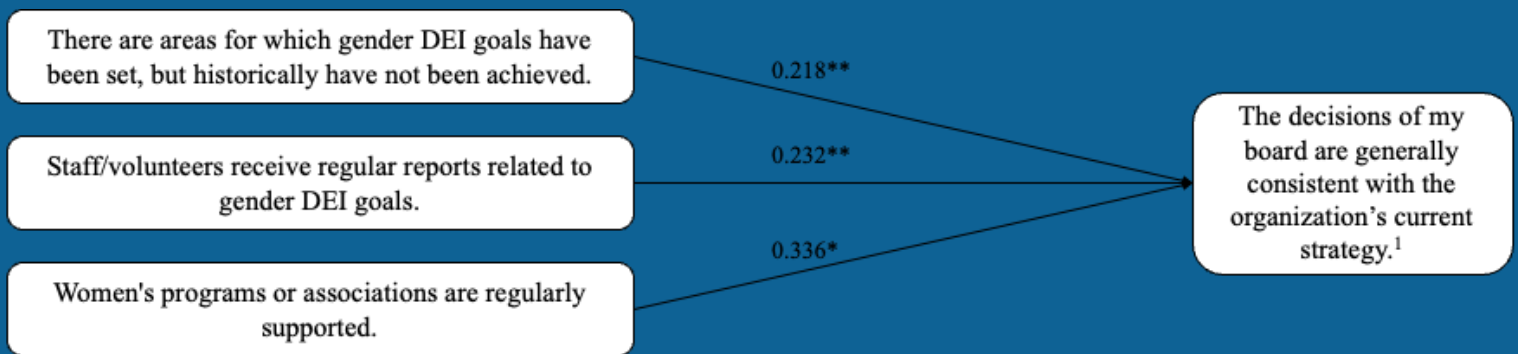 There are areas for which gender DEI goals have
been set, but historically have not been achieved.
0.218**
Staff/volunteers receive regular reports related to
gender DEI goals.
0.232**
Women's programs or associations are regularly
supported.
0.336*
The decisions of my
board are generally
consistent with the
organization’s current
strategy.¹